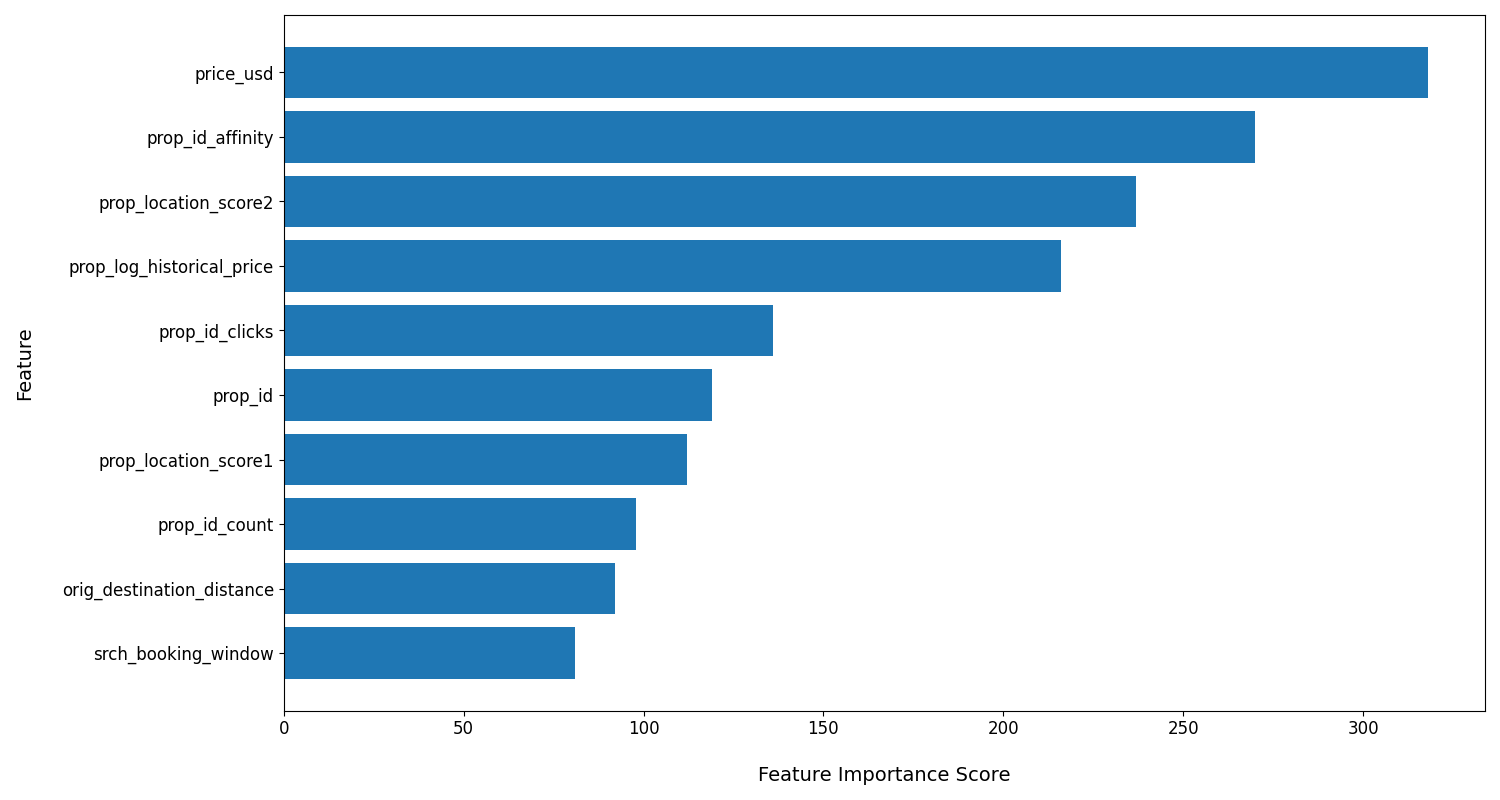 price_usd
prop_id_affinity
prop_location_score2
prop_log_historical_price
prop_id_clicks
prop_id
prop_location_score1
prop_id_count
orig_destination_distance
srch_booking_window
Feature
0 50 100 150 200 250 300
Feature Importance Score